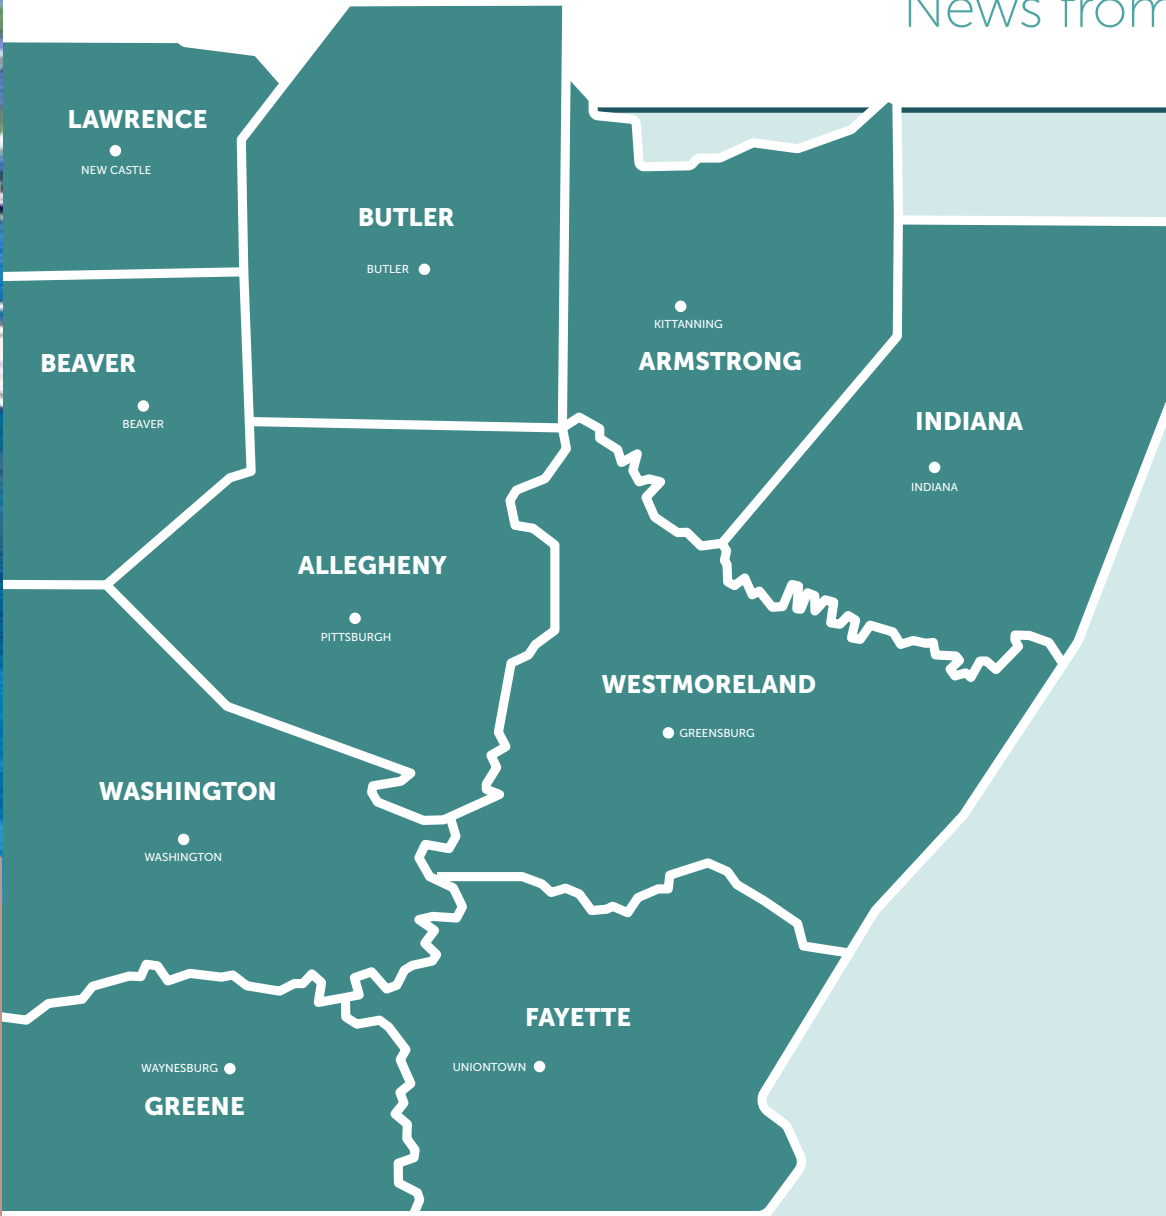 News from
LAWRENCE
NEW CASTLE
BUTLER
BUTLER
KITTANNING
ARMSTRONG
BEAVER
BEAVER
INDIANA
INDIANA
ALLEGHENY
PITTSBURGH
WESTMORELAND
GREENSBURG
WASHINGTON
WASHINGTON
FAYETTE
UNIONTOWN
WAYNESBURG
GREENE